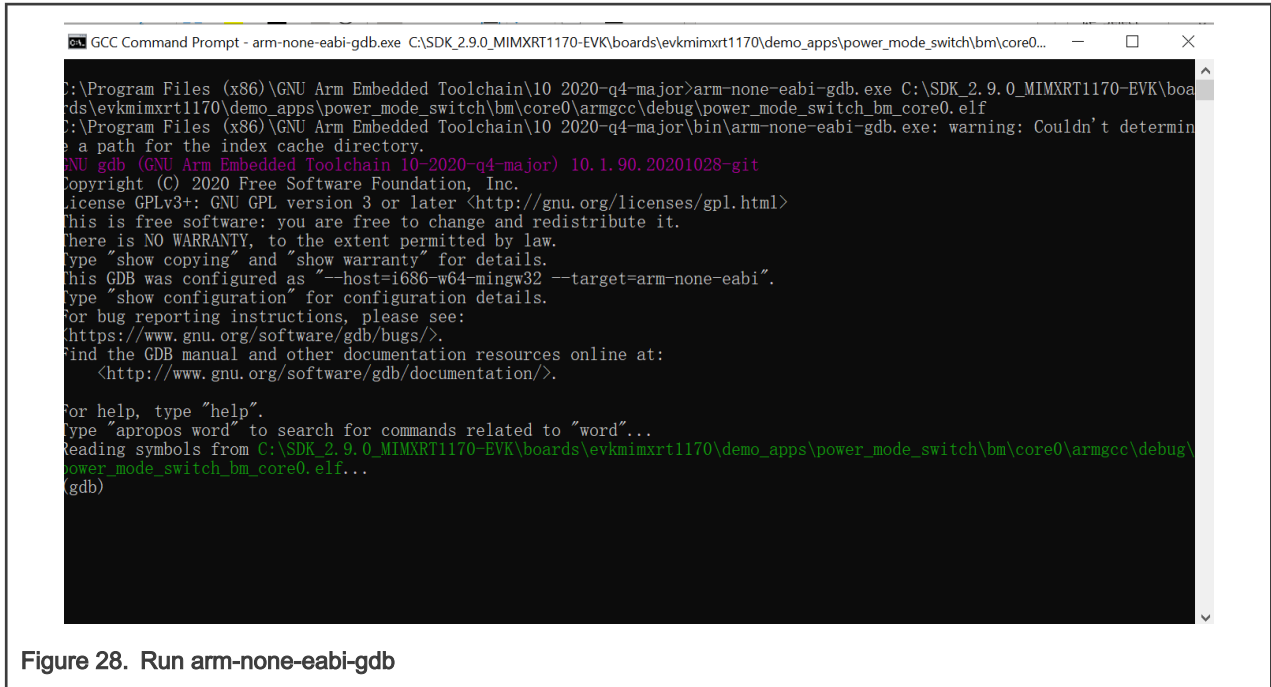 GCC Command Prompt - arm-none-eabi-gdb.exe C:\SDK_2.9.0_MIMXRT1170-EVK\boards\evkmimxrt1170\demo_apps\power_mode_switch\bm\core0...
C:\Program Files (x86)\GNU Arm Embedded Toolchain\10 2020-q4-major>arm-none-eabi-gdb.exe C:\SDK_2.9.0_MIMXRT1170-EVK\boa
rds\evkmimxrt1170\demo_apps\power_mode_switch\bm\core0\armgcc\debug\power_mode_switch_bm_core0.elf
C:\Program Files (x86)\GNU Arm Embedded Toolchain\10 2020-q4-major\bin\arm-none-eabi-gdb.exe: warning: Couldn't determin
e a path for the index cache directory.
GNU gdb (GNU Arm Embedded Toolchain 10-2020-q4-major) 10.1.90.20201028-git
Copyright (C) 2020 Free Software Foundation, Inc.
License GPLv3+: GNU GPL version 3 or later <http://gnu.org/licenses/gpl.html>
This is free software: you are free to change and redistribute it.
There is NO WARRANTY, to the extent permitted by law.
Type "show copying" and "show warranty" for details.
This GDB was configured as "--host=i686-w64-mingw32 --target=arm-none-eabi".
Type "show configuration" for configuration details.
For bug reporting instructions, please see:
<https://www.gnu.org/software/gdb/bugs/>.
Find the GDB manual and other documentation resources online at:
    <http://www.gnu.org/software/gdb/documentation/>.
For help, type "help".
Type "apropos word" to search for commands related to "word"...
Reading symbols from C:\SDK_2.9.0_MIMXRT1170-EVK\boards\evkmimxrt1170\demo_apps\power_mode_switch\bm\core0\armgcc\debug\
power_mode_switch_bm_core0.elf...
(gdb)
Figure 28. Run arm-none-eabi-gdb